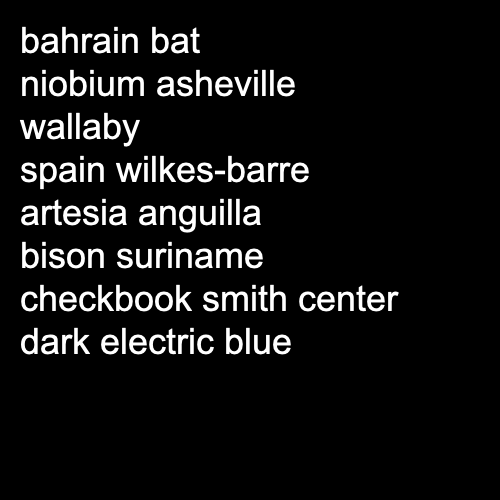 bahrain bat
niobium asheville
wallaby
spain wilkes-barre
artesia anguilla
bison suriname
checkbook smith center
dark electric blue